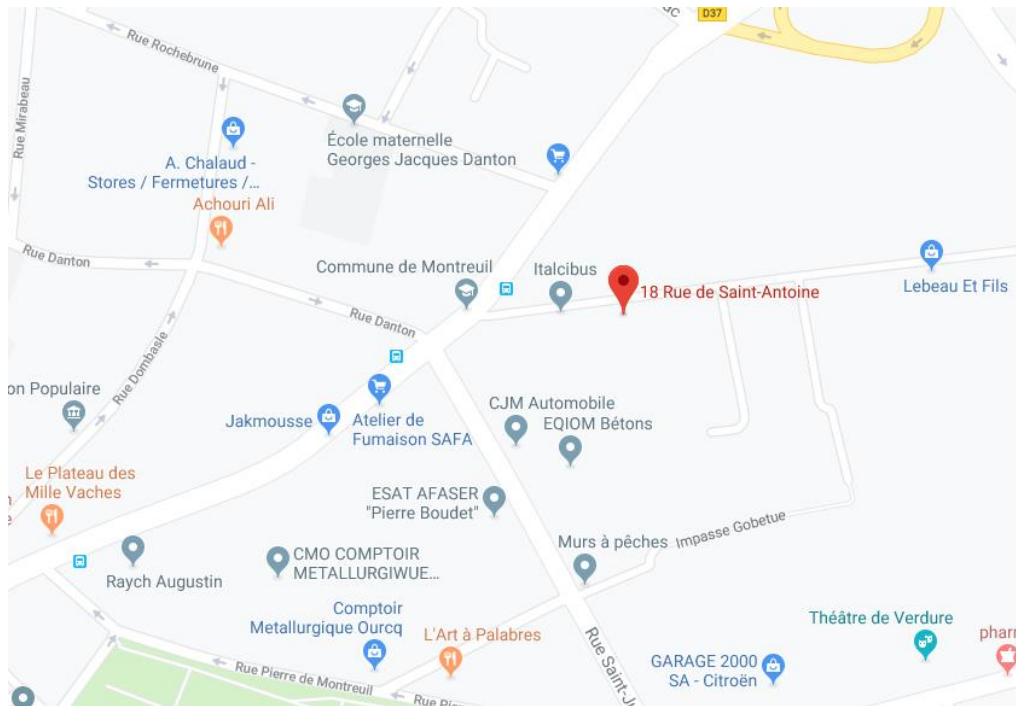 D37
Rue Rochebrune
Rue Mirabeau
École maternelle
Georges Jacques Danton
A. Chalaud -
Stores / Fermetures /...
Achouri Ali
Rue Danton
Commune de Montreuil
Italcibus
18 Rue de Saint-Antoine
Lebeau Et Fils
Rue Danton
Rue Dombasle
on Populaire
Jakmousse
Atelier de
Fumaison SAFA
CJM Automobile
EQIOM Bétons
Le Plateau des
Mille Vaches
ESAT AFASER
"Pierre Boudet"
Impasse Gobetue
Murs à pêches
Raych Augustin
CMO COMPTOIR
METALLURGIWUE...
Comptoir
Metallurgique Ourcq
L'Art à Palabres
Rue Saint-J
Théâtre de Verdure
pharm
GARAGE 2000
SA - Citroën
Rue Pierre de Montreuil
Rue Pie